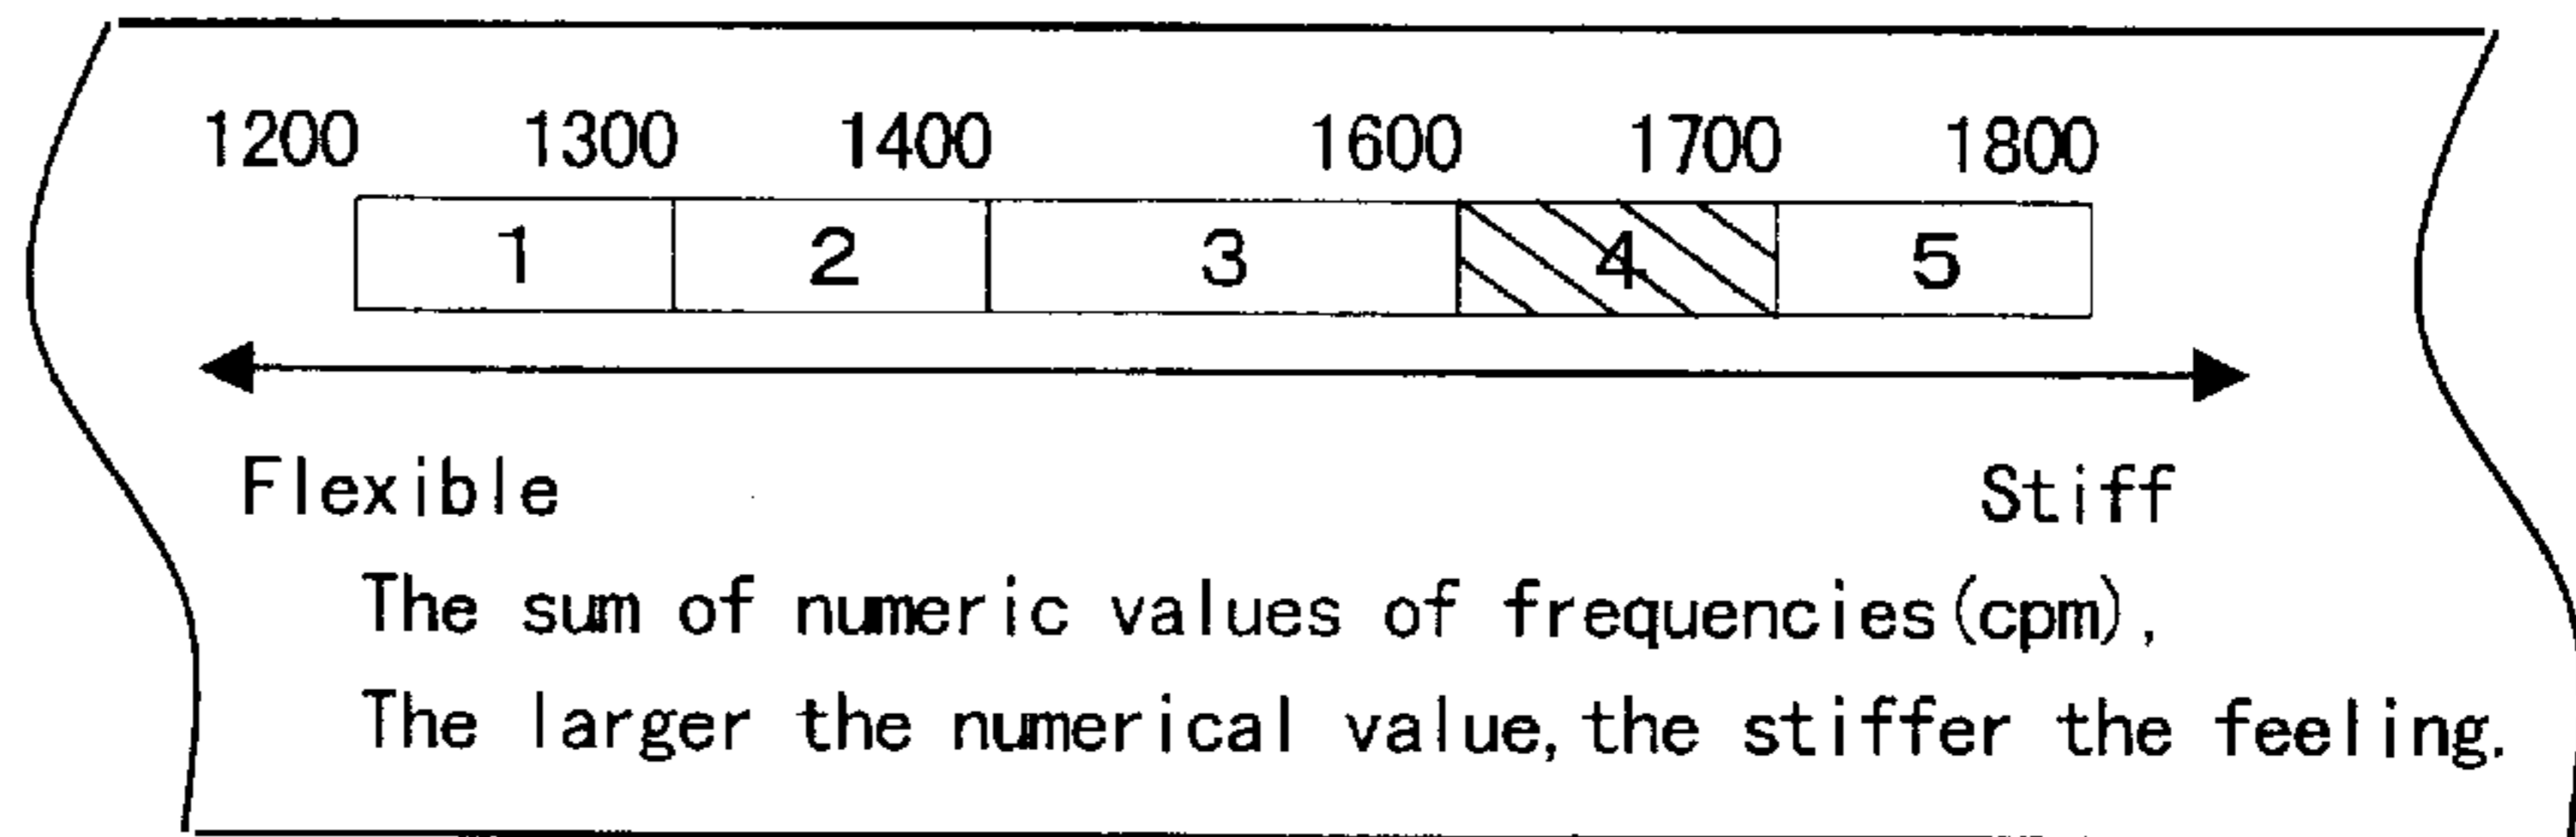 1200 1300 1400 1600 1700 1800
1 2 3 4 5
Flexible Stiff
The sum of numeric values of frequencies(cpm),
The larger the numerical value, the stiffer the feeling.